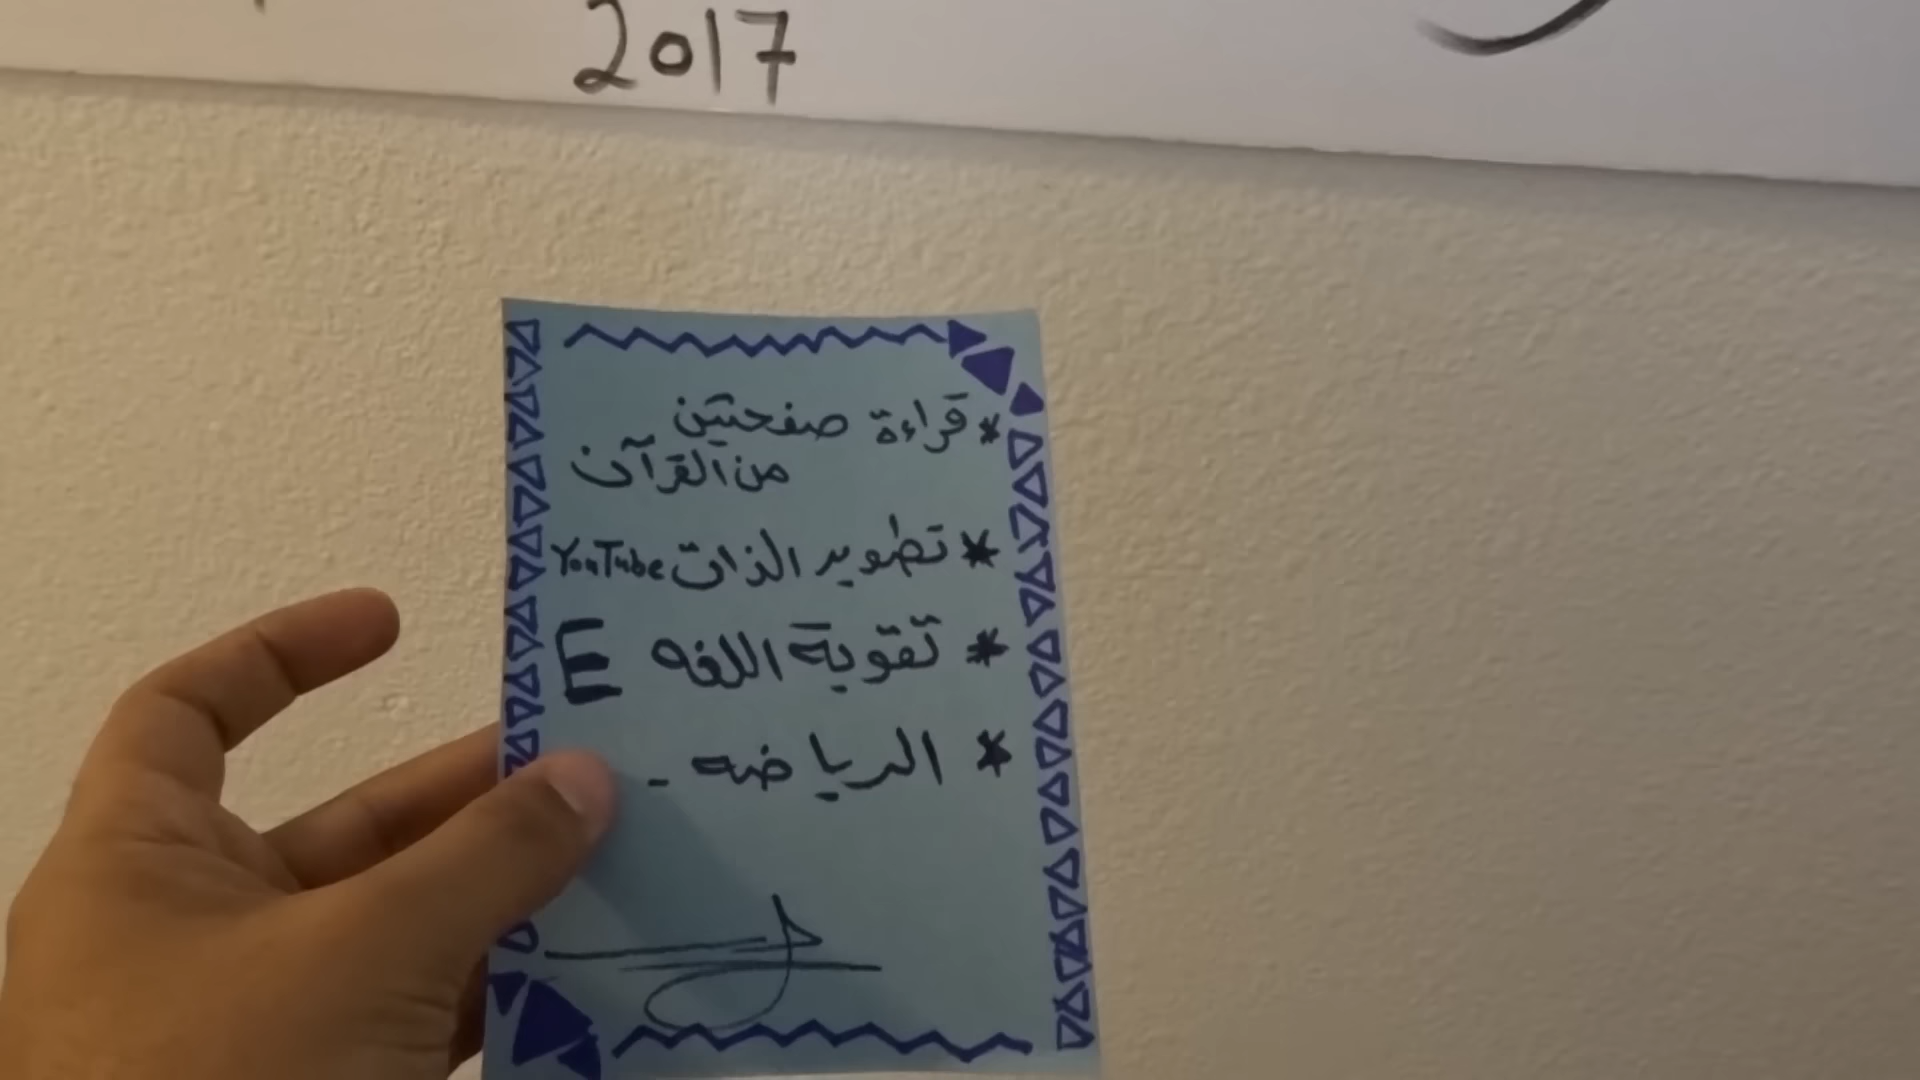 2017
* قراءة صفحتين
من القرآن
* تطوير الذات YouTube
* تقوية اللغه E
* الرياضه -